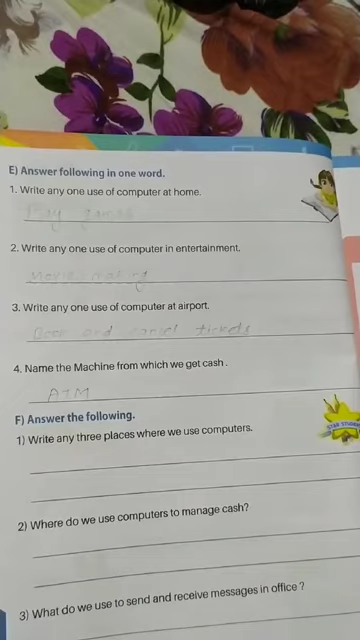 E) Answer following in one word.
1. Write any one use of computer at home.
Play games
2. Write any one use of computer in entertainment.
Movie making
3. Write any one use of computer at airport.
Book and cancel tickets
4. Name the Machine from which we get cash.
ATM
F) Answer the following.
STAR STUDENT
1) Write any three places where we use computers.
2) Where do we use computers to manage cash?
3) What do we use to send and receive messages in office ?